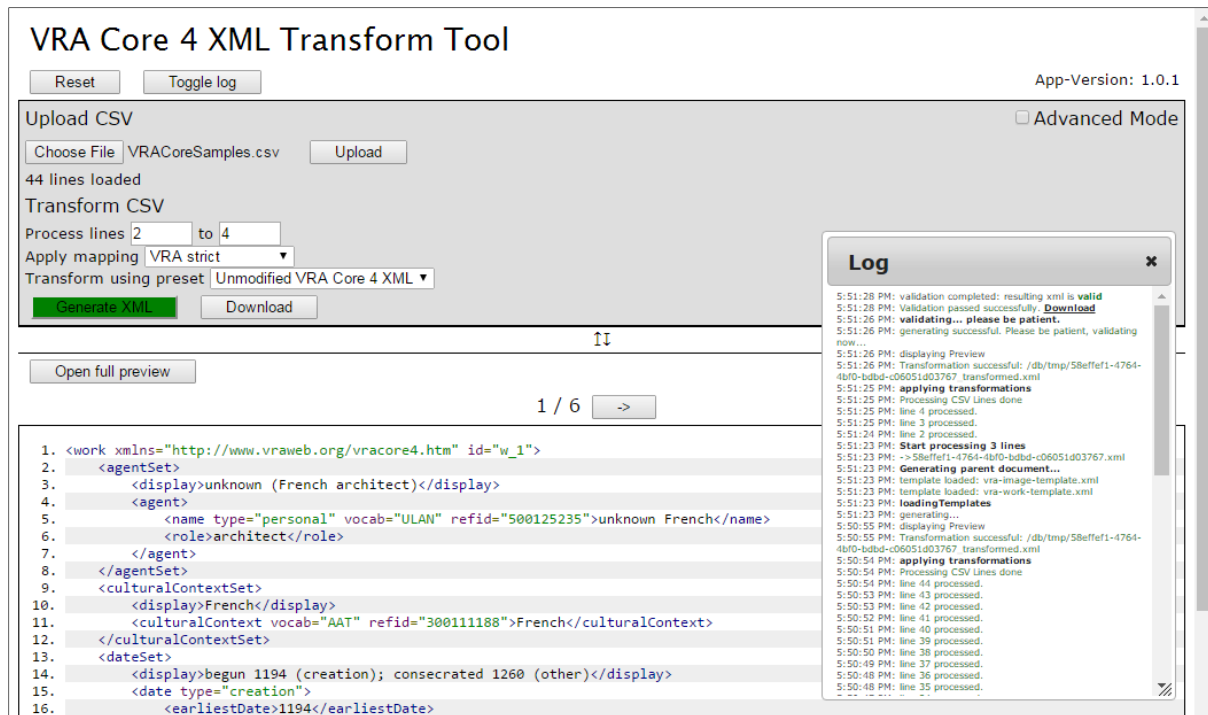 VRA Core 4 XML Transform Tool
Reset Toggle log App-Version: 1.0.1
Upload CSV Advanced Mode
Choose File VRACoreSamples.csv Upload
44 lines loaded
Transform CSV
Process lines 2 to 4
Apply mapping VRA strict
Transform using preset Unmodified VRA Core 4 XML
Generate XML Download
Open full preview
1 / 6 ->
1. <work xmlns="http://www.vraweb.org/vracore4.htm" id="w_1">
2. <agentSet>
3. <display>unknown (French architect)</display>
4. <agent>
5. <name type="personal" vocab="ULAN" refid="500125235">unknown French</name>
6. <role>architect</role>
7. </agent>
8. </agentSet>
9. <culturalContextSet>
10. <display>French</display>
11. <culturalContext vocab="AAT" refid="300111188">French</culturalContext>
12. </culturalContextSet>
13. <dateSet>
14. <display>begun 1194 (creation); consecrated 1260 (other)</display>
15. <date type="creation">
16. <earliestDate>1194</earliestDate>
Log
5:51:28 PM: validation completed: resulting xml is valid
5:51:28 PM: Validation passed successfully. Download
5:51:26 PM: validating... please be patient.
5:51:26 PM: generating successful. Please be patient, validating
now...
5:51:26 PM: displaying Preview
5:51:26 PM: Transformation successful: /db/tmp/58effef1-4764-
4bf0-bdbd-c06051d03767_transformed.xml
5:51:25 PM: applying transformations
5:51:25 PM: Processing CSV Lines done
5:51:25 PM: line 4 processed.
5:51:25 PM: line 3 processed.
5:51:24 PM: line 2 processed.
5:51:23 PM: Start processing 3 lines
5:51:23 PM: ->58effef1-4764-4bf0-bdbd-c06051d03767.xml
5:51:23 PM: Generating parent document...
5:51:23 PM: template loaded: vra-image-template.xml
5:51:23 PM: template loaded: vra-work-template.xml
5:51:23 PM: loadingTemplates
5:51:23 PM: generating...
5:50:55 PM: displaying Preview
5:50:55 PM: Transformation successful: /db/tmp/58effef1-4764-
4bf0-bdbd-c06051d03767_transformed.xml
5:50:54 PM: applying transformations
5:50:54 PM: Processing CSV Lines done
5:50:54 PM: line 44 processed.
5:50:53 PM: line 43 processed.
5:50:53 PM: line 42 processed.
5:50:52 PM: line 41 processed.
5:50:51 PM: line 40 processed.
5:50:51 PM: line 39 processed.
5:50:50 PM: line 38 processed.
5:50:49 PM: line 37 processed.
5:50:48 PM: line 36 processed.
5:50:48 PM: line 35 processed.